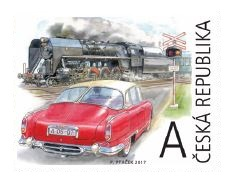 A
ČESKÁ REPUBLIKA
P. PTÁČEK 2017